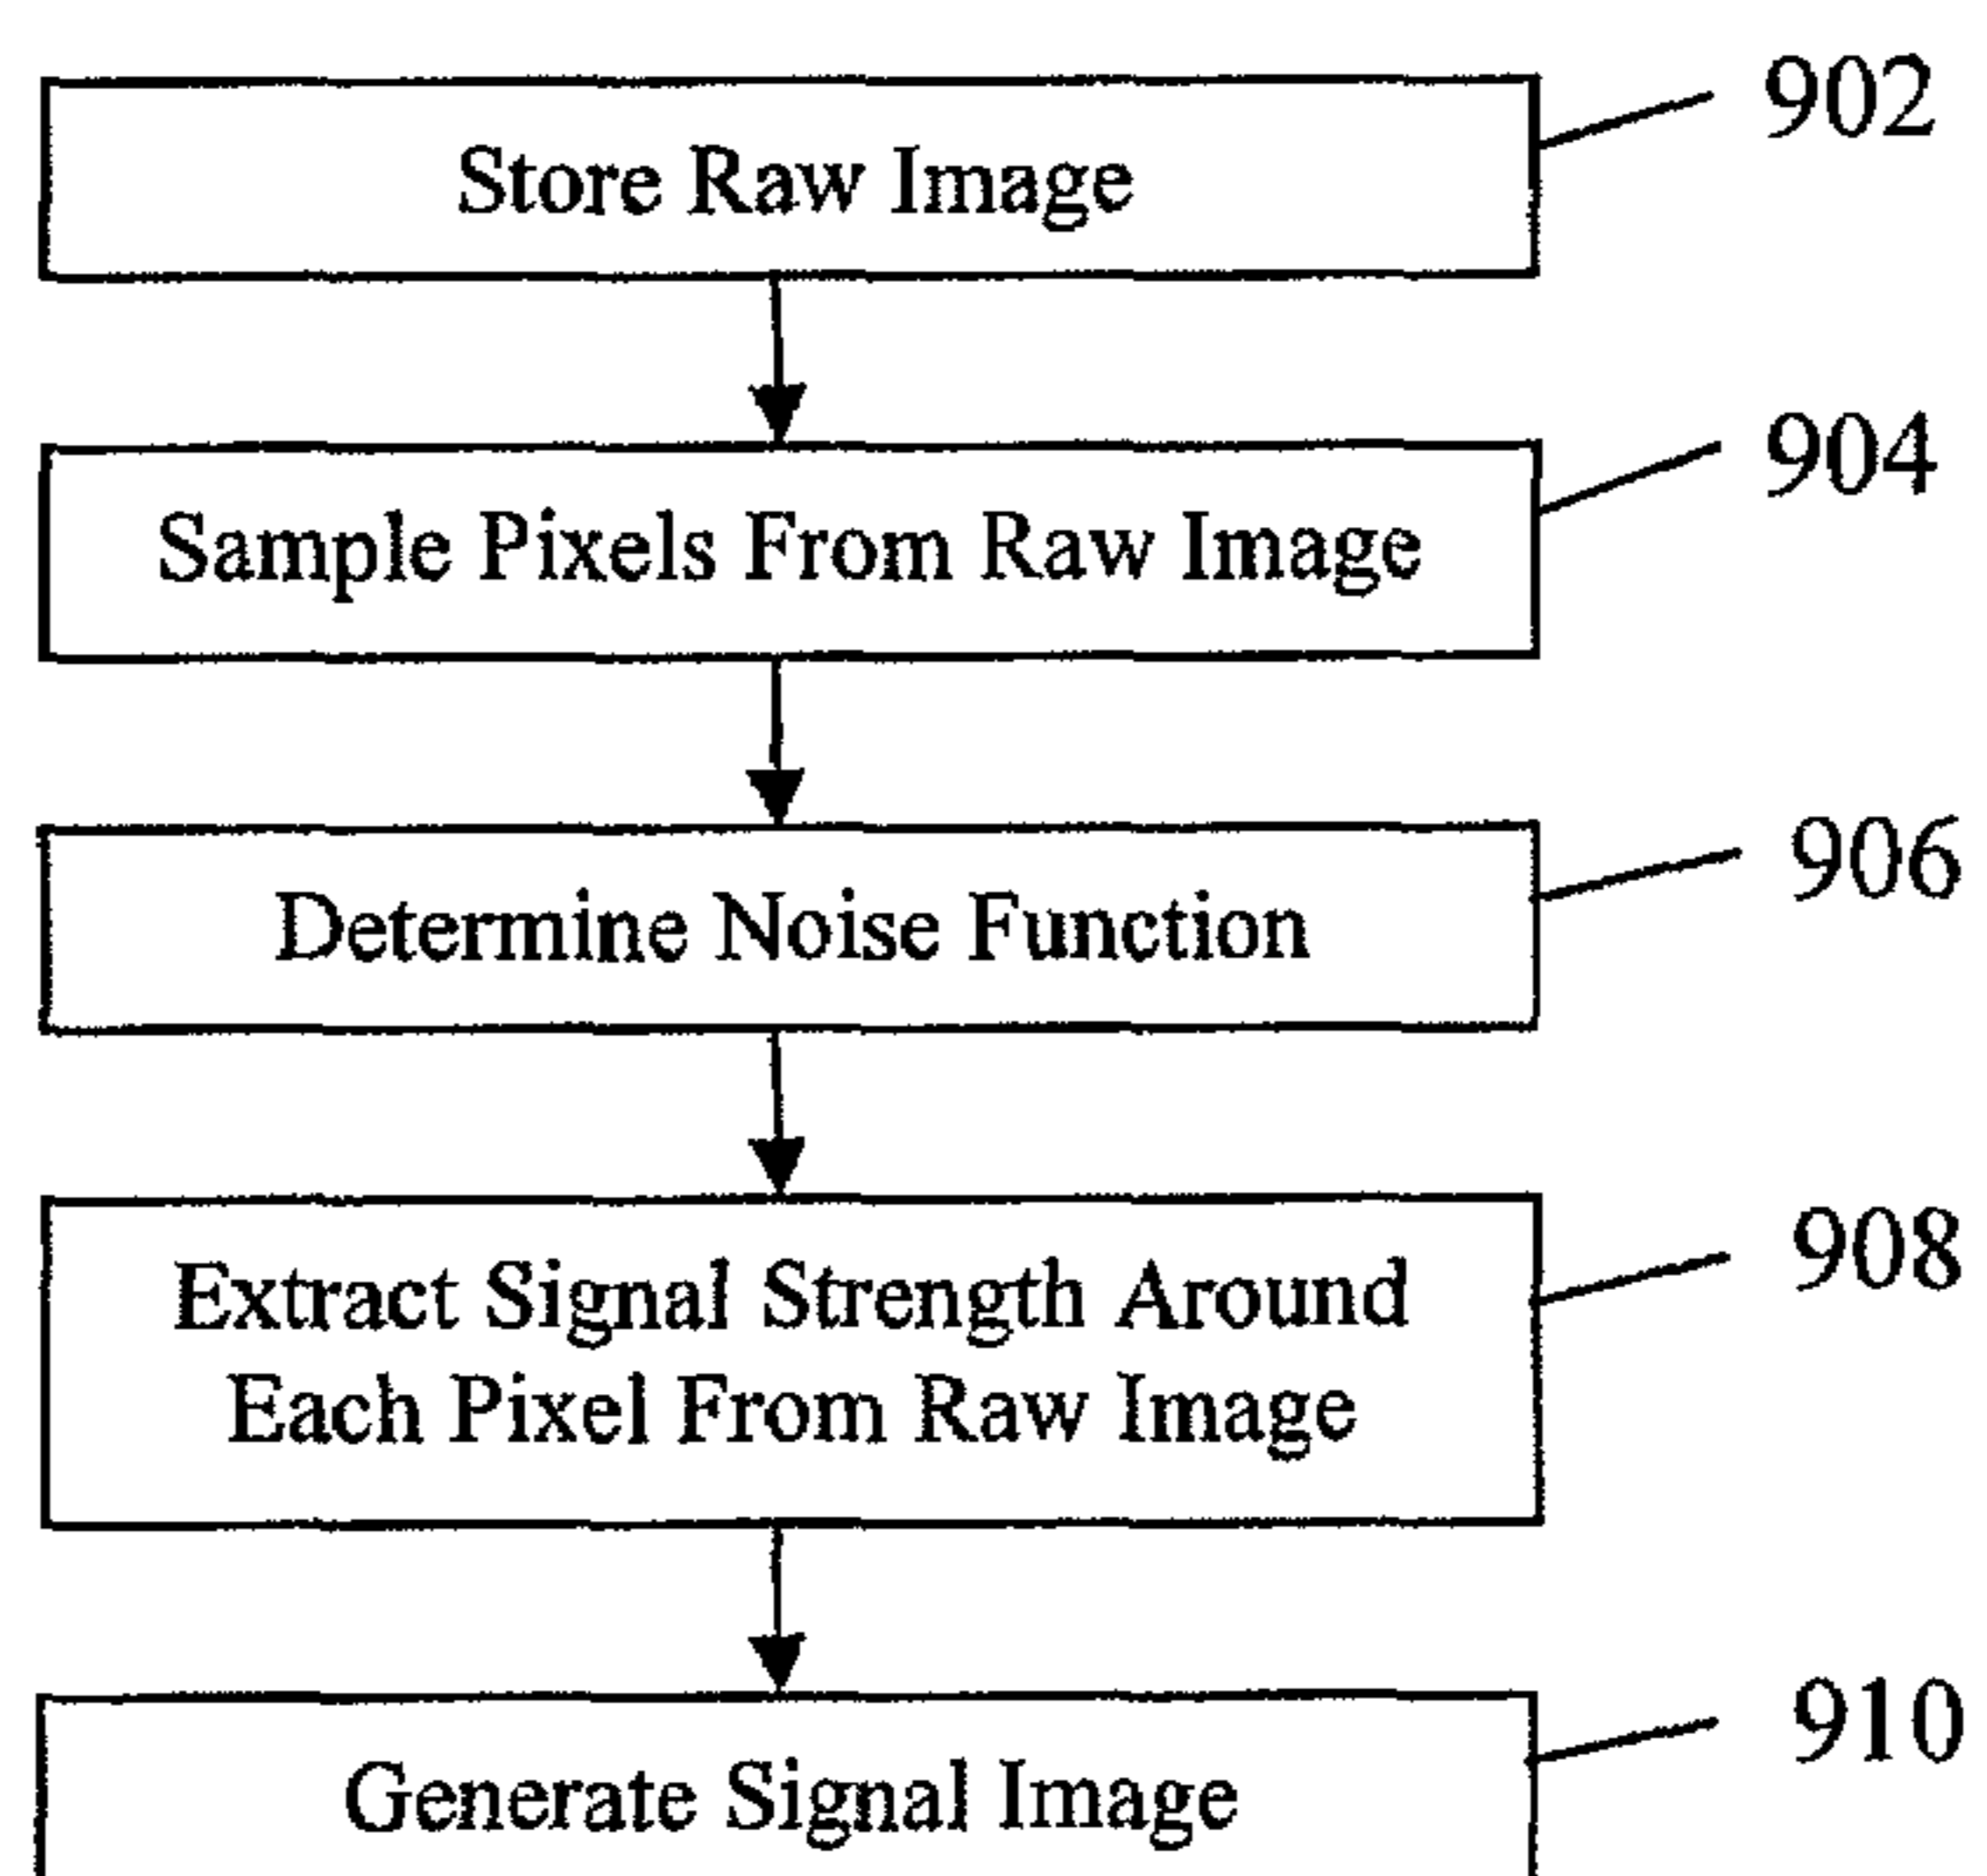 902
Store Raw Image
904
Sample Pixels From Raw Image
906
Determine Noise Function
908
Extract Signal Strength Around
Each Pixel From Raw Image
910
Generate Signal Image